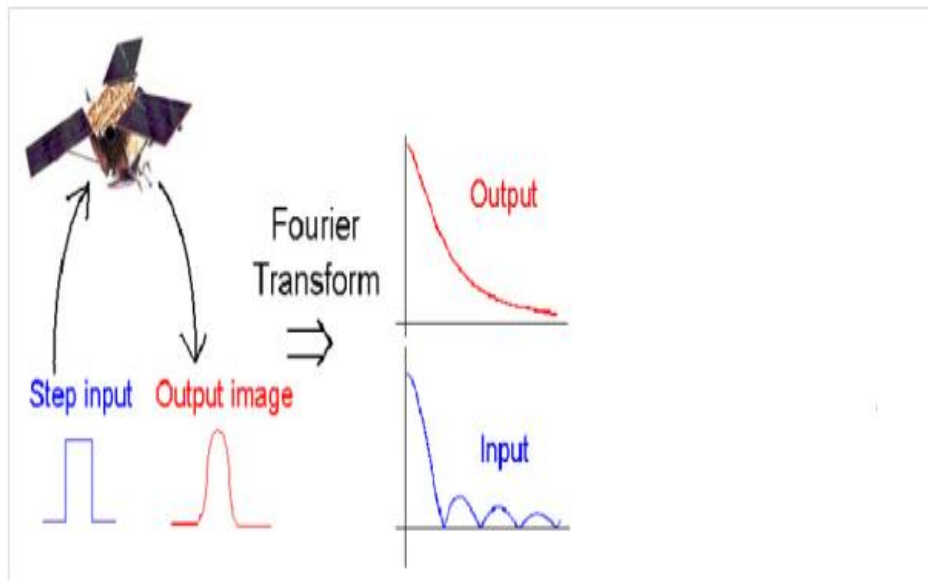 Output
Fourier
Transform
Step input
Output image
Input